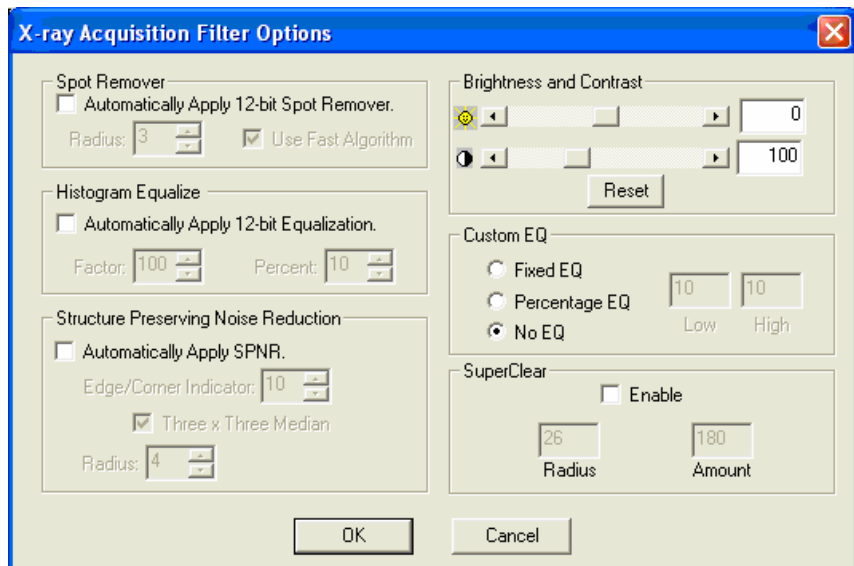 X-ray Acquisition Filter Options
Spot Remover
Automatically Apply 12-bit Spot Remover.
Radius: 3
Use Fast Algorithm
Histogram Equalize
Automatically Apply 12-bit Equalization.
Factor: 100
Percent: 10
Structure Preserving Noise Reduction
Automatically Apply SPNR.
Edge/Corner Indicator: 10
Three x Three Median
Radius: 4
Brightness and Contrast
0
100
Reset
Custom EQ
Fixed EQ
Percentage EQ
No EQ
10 10
Low High
SuperClear
Enable
26 180
Radius Amount
OK Cancel